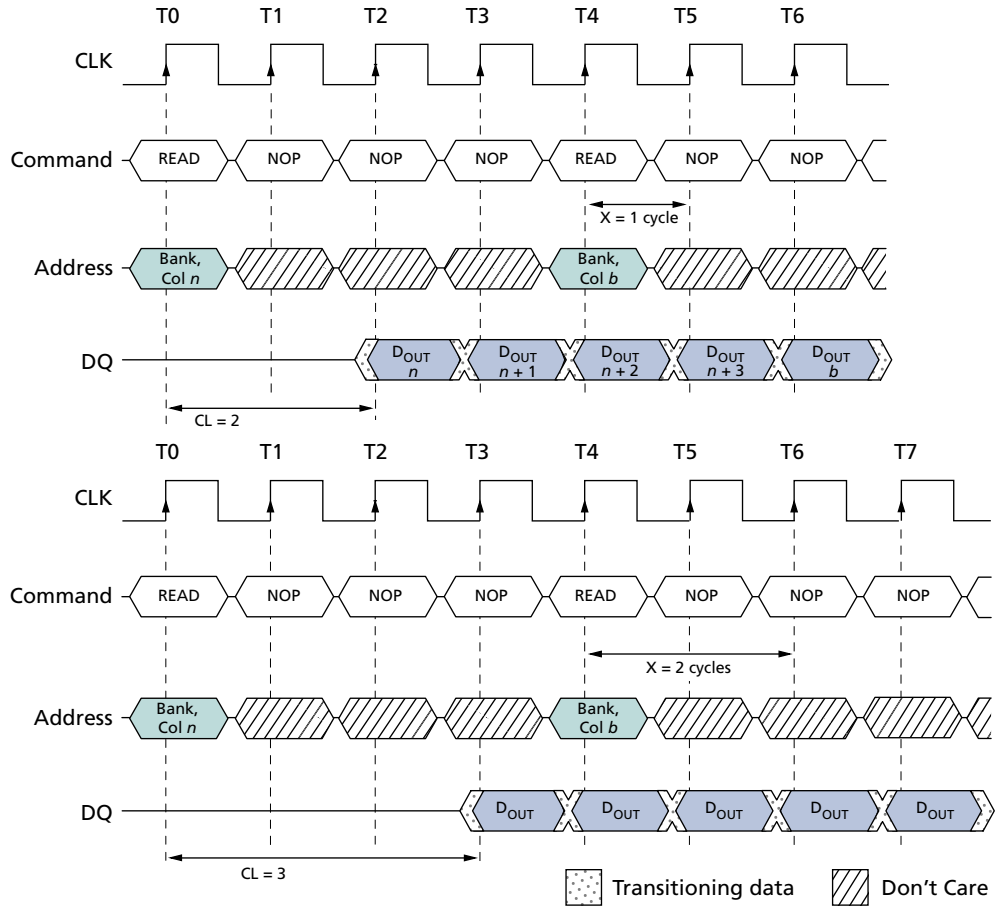 T0 T1 T2 T3 T4 T5 T6
CLK
Command READ NOP NOP NOP READ NOP NOP
X = 1 cycle
Address Bank, Col n Bank, Col b
DQ DOUT n DOUT n + 1 DOUT n + 2 DOUT n + 3 DOUT b
CL = 2
T0 T1 T2 T3 T4 T5 T6 T7
CLK
Command READ NOP NOP NOP READ NOP NOP NOP
X = 2 cycles
Address Bank, Col n Bank, Col b
DQ DOUT DOUT DOUT DOUT DOUT
CL = 3
Transitioning data Don't Care